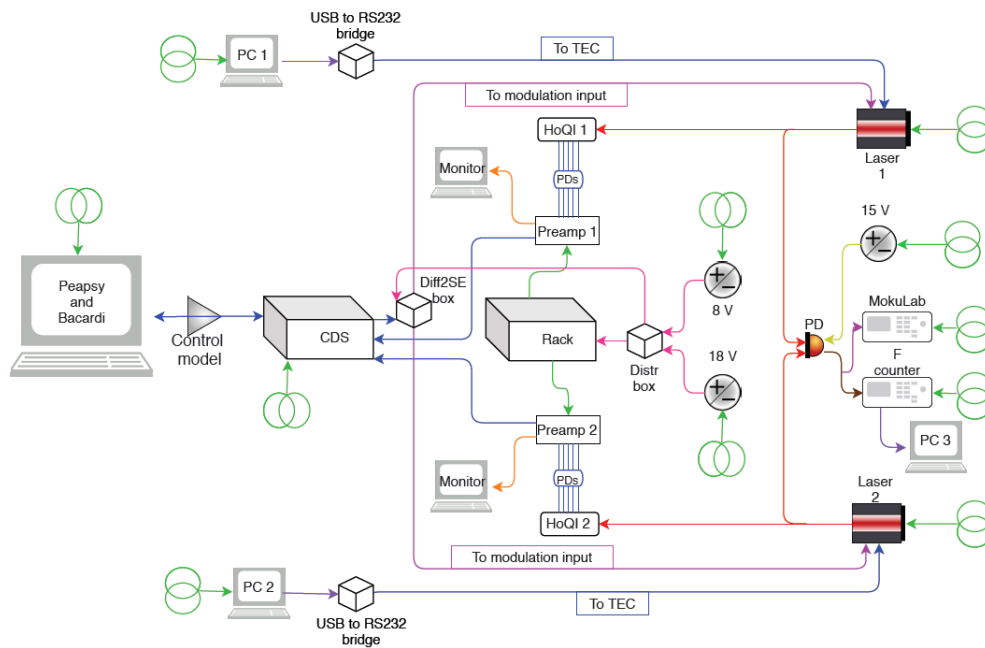 USB to RS232
bridge
PC 1
To TEC
To modulation input
HoQI 1
Laser
1
Monitor
PDs
15 V
Preamp 1
Peapsy
and
Bacardi
Diff2SE
box
8 V
MokuLab
Control
model
CDS
Rack
PD
F
counter
Distr
box
18 V
Preamp 2
PC 3
Monitor
PDs
Laser
2
HoQI 2
To modulation input
PC 2
To TEC
USB to RS232
bridge